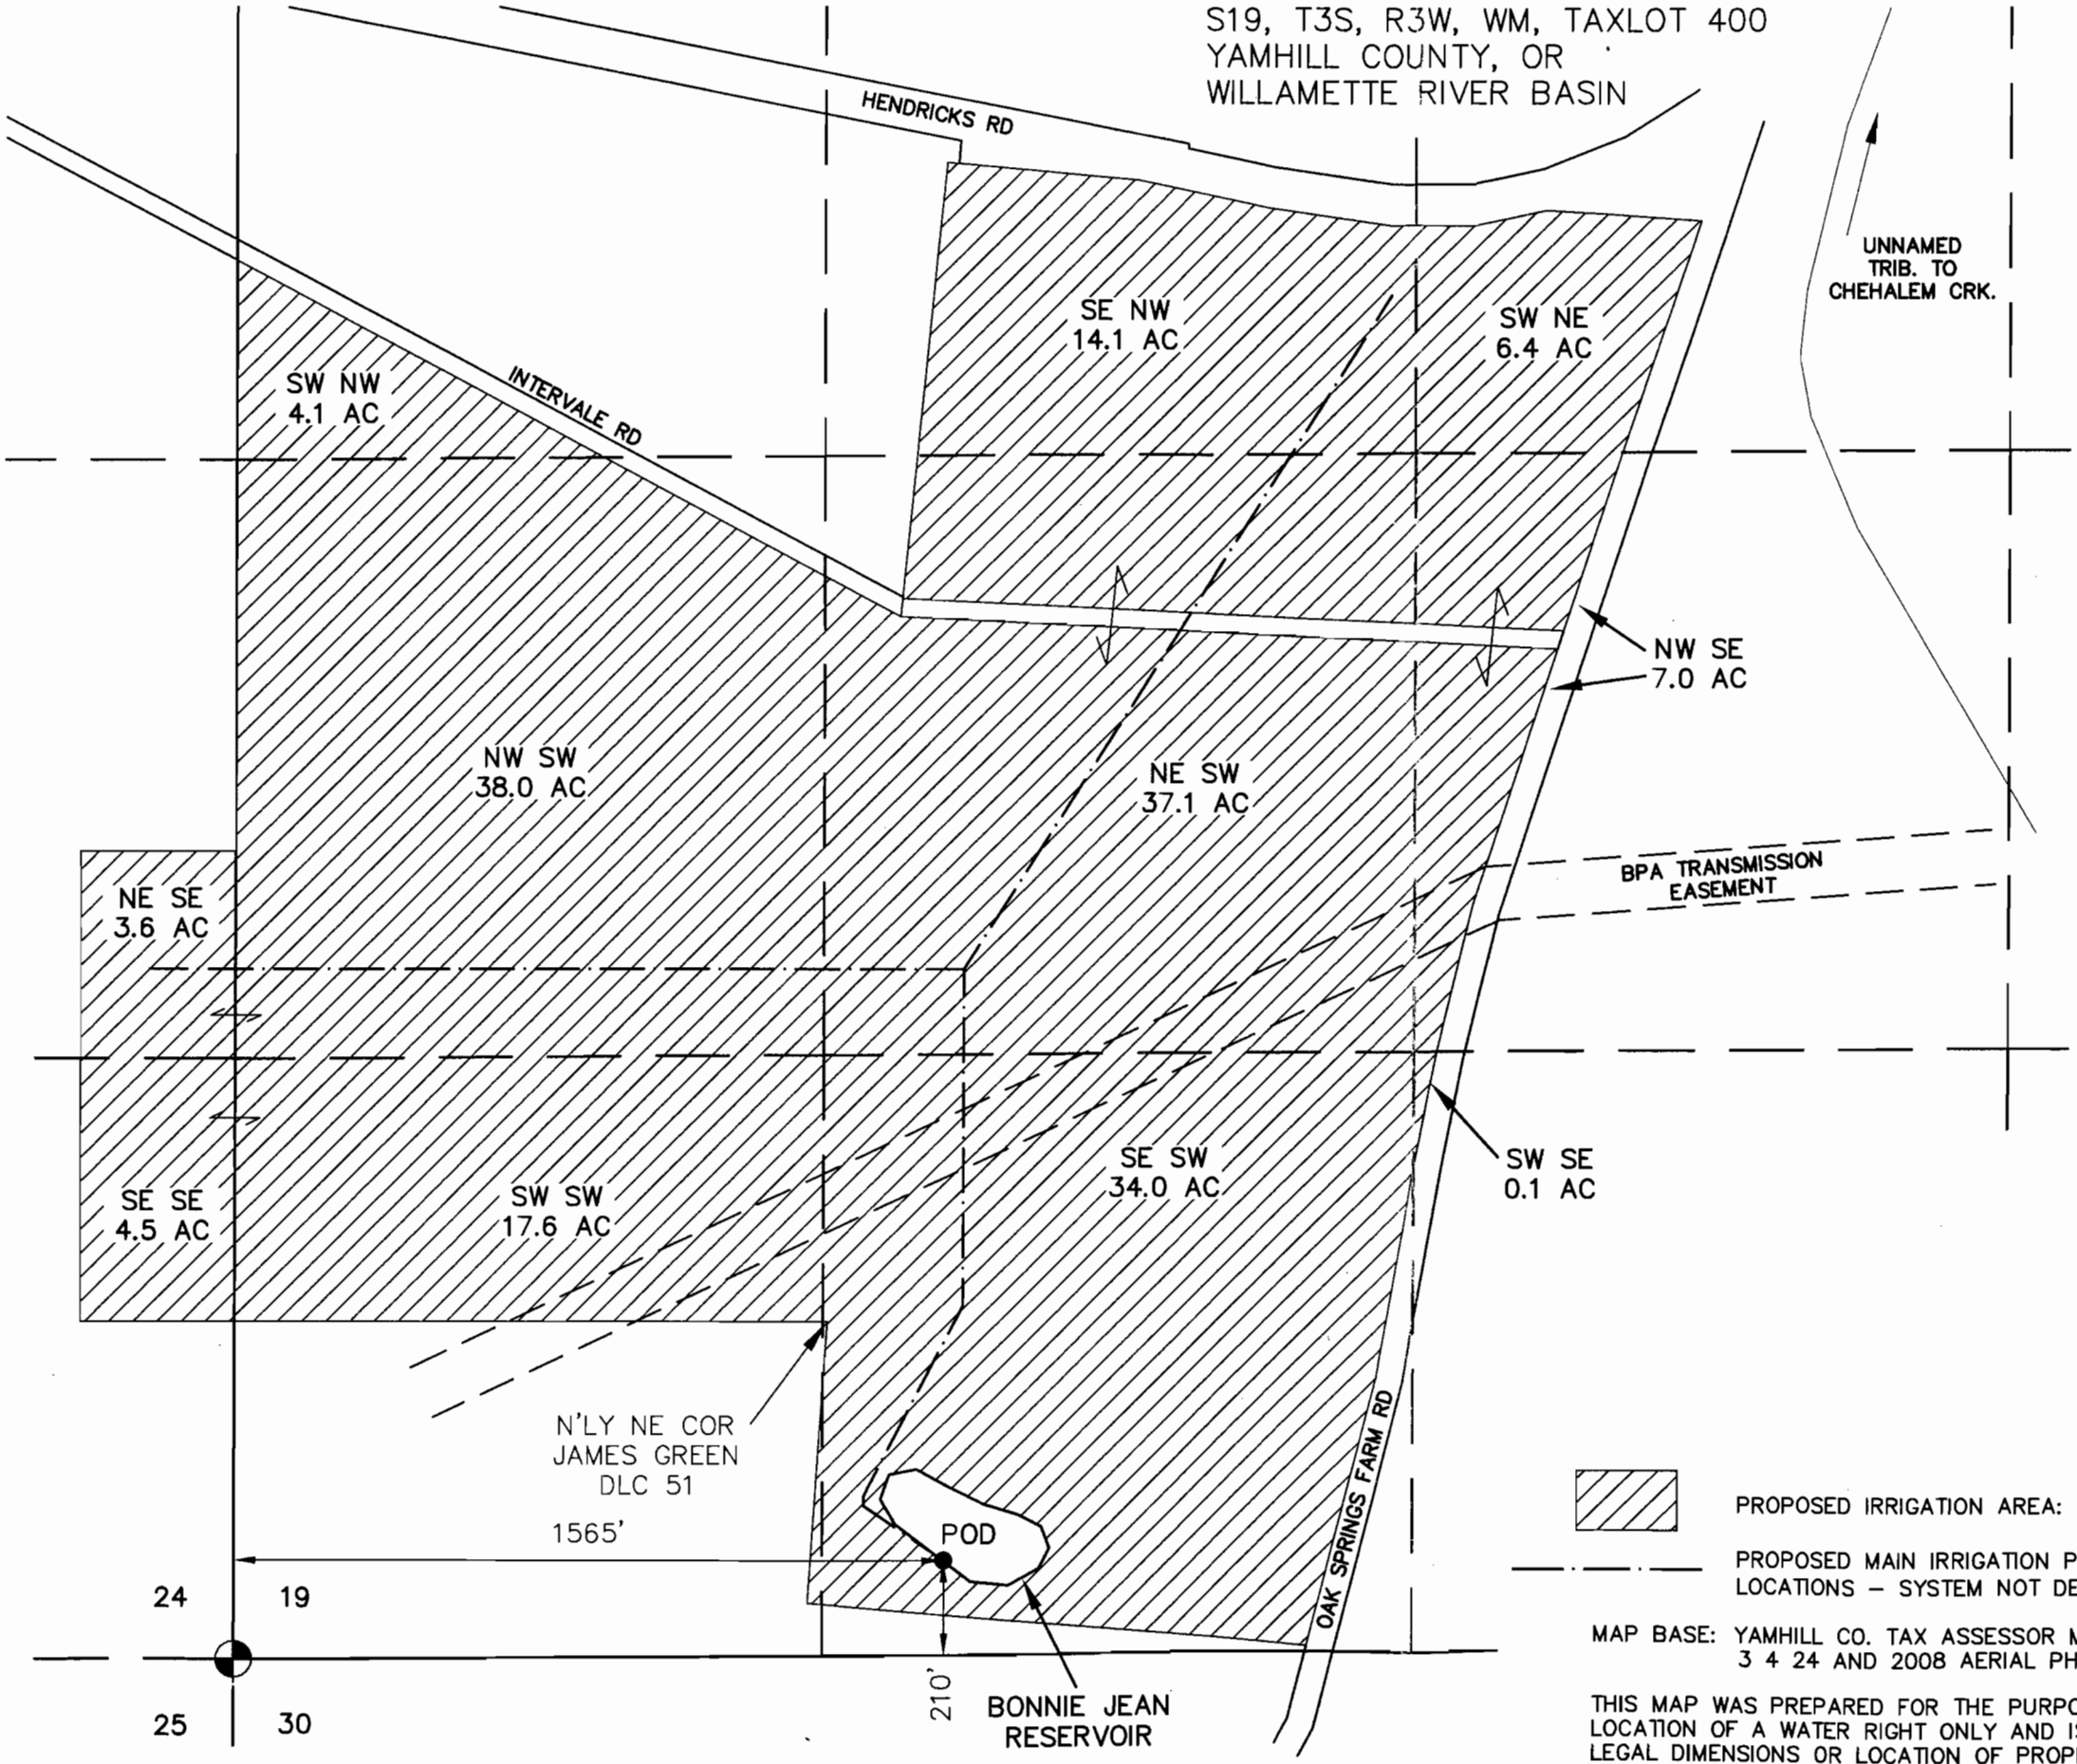 S19, T3S, R3W, WM, TAXLOT 400
YAMHILL COUNTY, OR
WILLAMETTE RIVER BASIN
HENDRICKS RD
UNNAMED
TRIB. TO
CHEHALEM CRK.
SE NW
14.1 AC
SW NE
6.4 AC
SW NW
4.1 AC
INTERVALE RD
NW SE
7.0 AC
NW SW
38.0 AC
NE SW
37.1 AC
BPA TRANSMISSION
EASEMENT
NE SE
3.6 AC
SE SW
34.0 AC
SW SE
0.1 AC
SE SE
4.5 AC
SW SW
17.6 AC
N'LY NE COR
JAMES GREEN
DLC 51
1565'
POD
OAK SPRINGS FARM RD
24 19
25 30
210'
BONNIE JEAN
RESERVOIR
PROPOSED IRRIGATION AREA:
PROPOSED MAIN IRRIGATION
LOCATIONS – SYSTEM NOT
MAP BASE: YAMHILL CO. TAX ASSESSOR
3 4 24 AND 2008 AERIAL
THIS MAP WAS PREPARED FOR THE
LOCATION OF A WATER RIGHT ONLY AND
LEGAL DIMENSIONS OR LOCATION OF